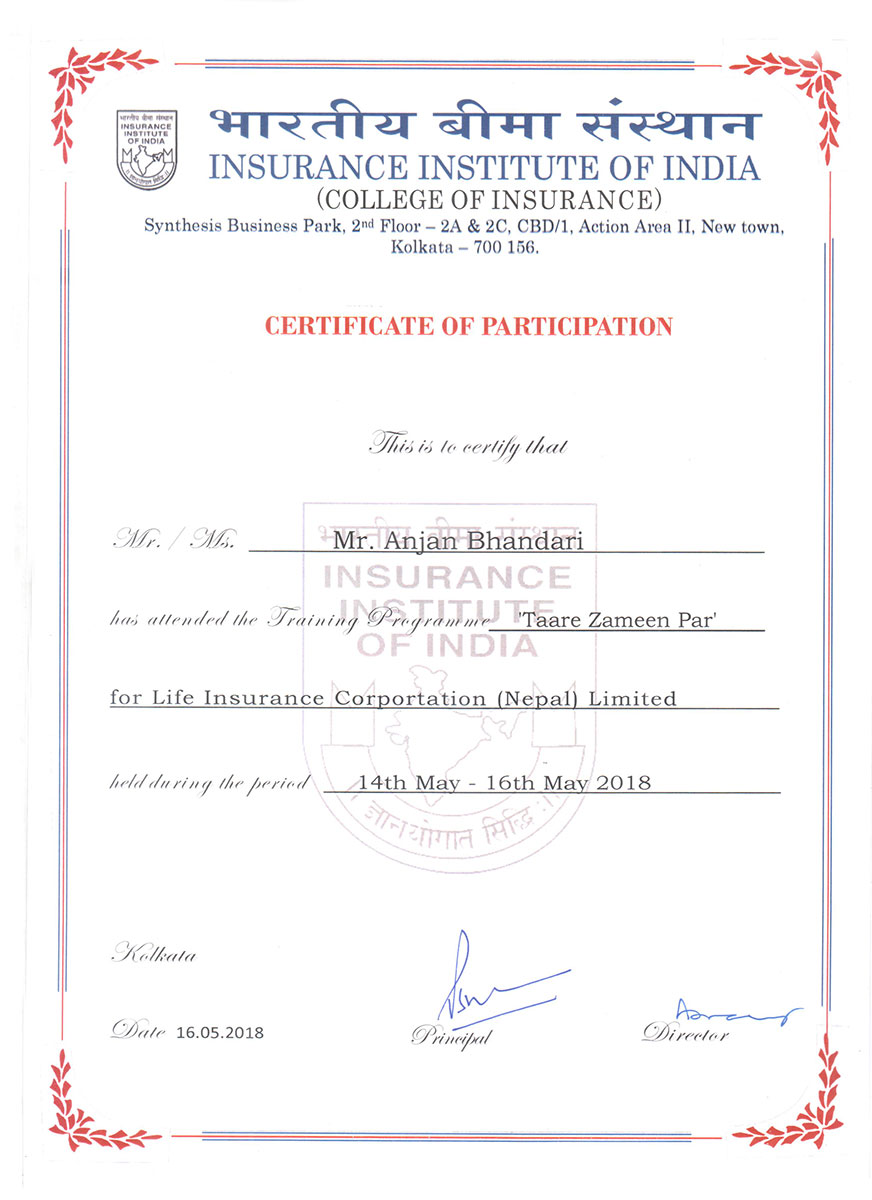 भारतीय बीमा संस्थान
INSURANCE
INSTITUTE
OF INDIA
भारतीय बीमा संस्थान
INSURANCE INSTITUTE OF INDIA
(COLLEGE OF INSURANCE)
Synthesis Business Park, 2nd Floor – 2A & 2C, CBD/1, Action Area II, New town,
Kolkata – 700 156.
CERTIFICATE OF PARTICIPATION
This is to certify that
भारतीय बीमा संस्थान
Mr. / Ms. Mr. Anjan Bhandari
INSURANCE
INSTITUTE
has attended the Training Programme 'Taare Zameen Par'
OF INDIA
for Life Insurance Corportation (Nepal) Limited
held during the period 14th May - 16th May 2018
ज्ञानयोगात सिद्धि
Kolkata
Date 16.05.2018
Principal
Director